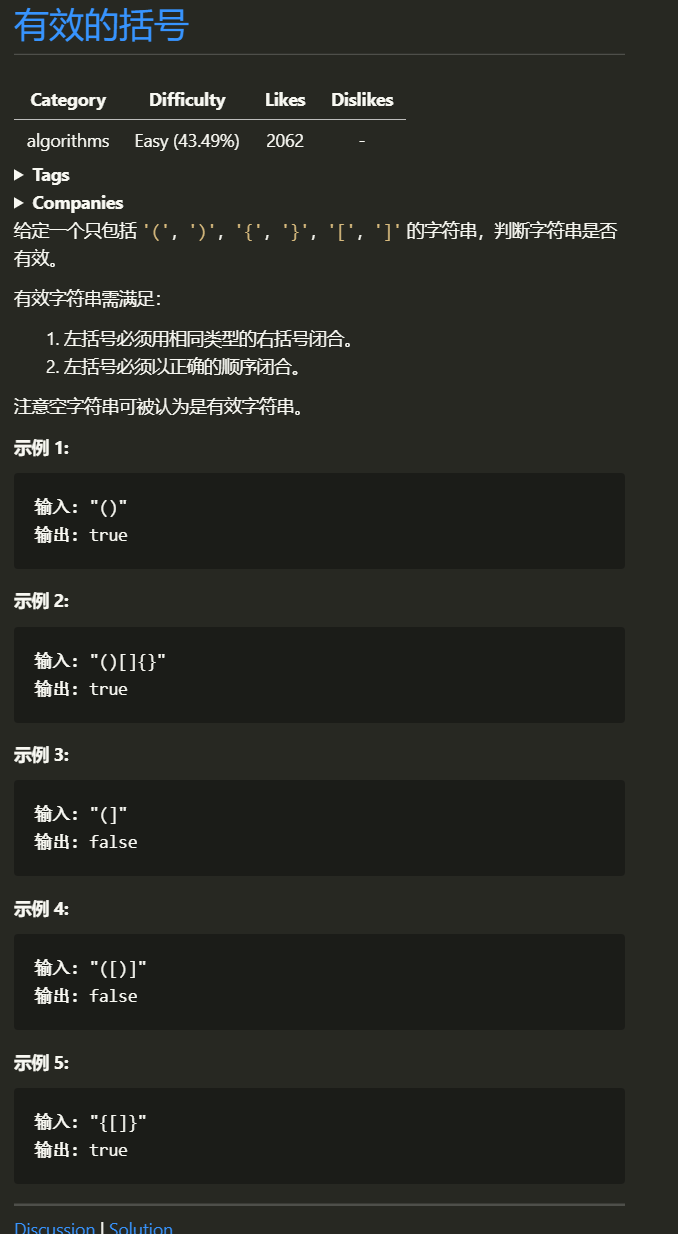 有效的括号
Category Difficulty Likes Dislikes
algorithms Easy (43.49%) 2062 -
▶ Tags
▶ Companies
给定一个只包括 '('，')'，'{'，'}'，'['，']' 的字符串，判断字符串是否
有效。
有效字符串需满足：
1. 左括号必须用相同类型的右括号闭合。
2. 左括号必须以正确的顺序闭合。
注意空字符串可被认为是有效字符串。
示例 1:
输入: "()"
输出: true
示例 2:
输入: "()[]{}"
输出: true
示例 3:
输入: "(]"
输出: false
示例 4:
输入: "([)]"
输出: false
示例 5:
输入: "{[]}"
输出: true
Discussion | Solution